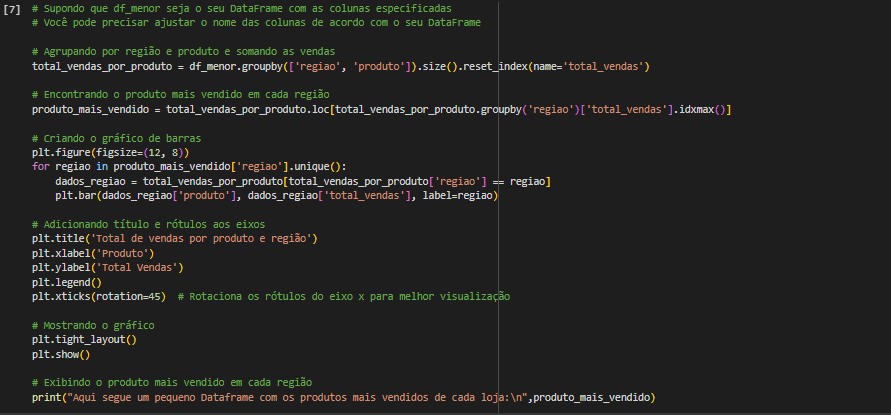 [7] # Supondo que df_menor seja o seu DataFrame com as colunas especificadas
# Você pode precisar ajustar o nome das colunas de acordo com o seu DataFrame
# Agrupando por região e produto e somando as vendas
total_vendas_por_produto = df_menor.groupby(['regiao', 'produto']).size().reset_index(name='total_vendas')
# Encontrando o produto mais vendido em cada região
produto_mais_vendido = total_vendas_por_produto.loc[total_vendas_por_produto.groupby('regiao')['total_vendas'].idxmax()]
# Criando o gráfico de barras
plt.figure(figsize=(12, 8))
for regiao in produto_mais_vendido['regiao'].unique():
    dados_regiao = total_vendas_por_produto[total_vendas_por_produto['regiao'] == regiao]
    plt.bar(dados_regiao['produto'], dados_regiao['total_vendas'], label=regiao)
# Adicionando título e rótulos aos eixos
plt.title('Total de vendas por produto e região')
plt.xlabel('Produto')
plt.ylabel('Total Vendas')
plt.legend()
plt.xticks(rotation=45)  # Rotaciona os rótulos do eixo x para melhor visualização
# Mostrando o gráfico
plt.tight_layout()
plt.show()
# Exibindo o produto mais vendido em cada região
print("Aqui segue um pequeno Dataframe com os produtos mais vendidos de cada loja:\n",produto_mais_vendido)